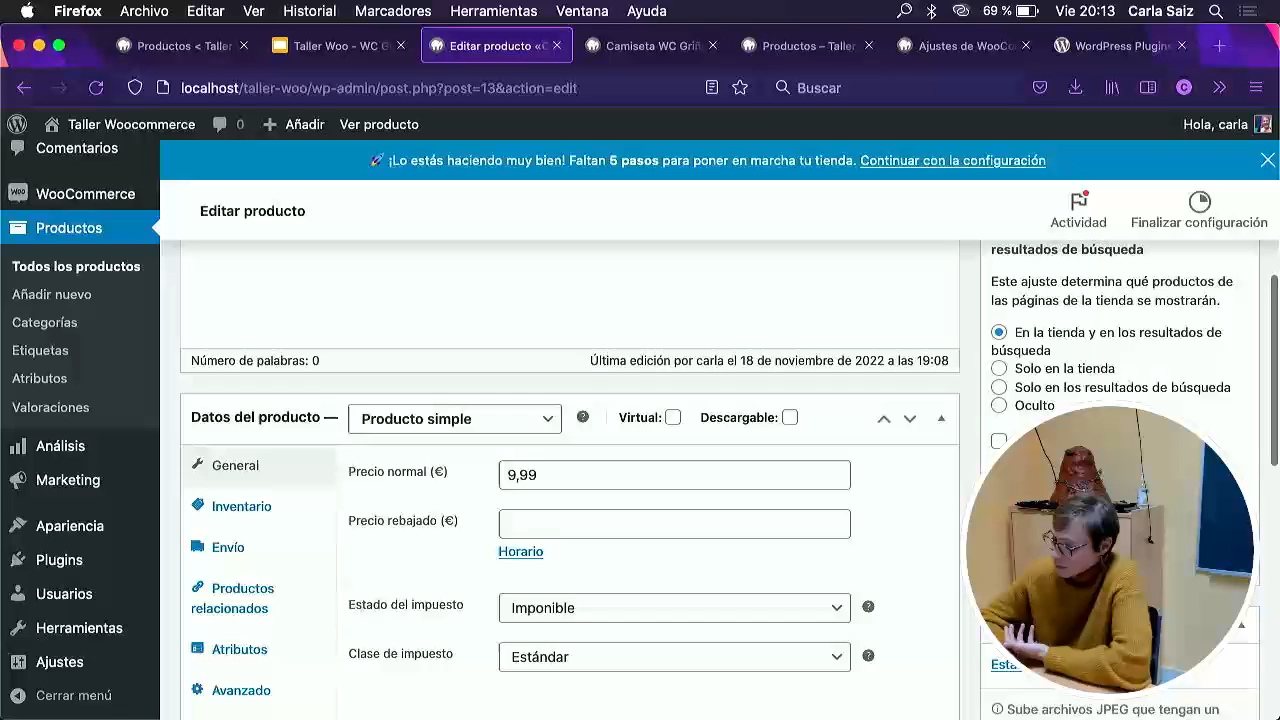 Firefox Archivo Editar Ver Historial Marcadores Herramientas Ventana Ayuda 69 % Vie 20:13 Carla Saiz
Productos < Taller Taller Woo - WC G Editar producto «C Camiseta WC Griñ Productos – Taller Ajustes de WooCo WordPress Plugins
localhost/taller-woo/wp-admin/post.php?post=13&action=edit Buscar
Taller Woocommerce 0 Añadir Ver producto Hola, carla
Comentarios
WooCommerce
Productos
Todos los productos
Añadir nuevo
Categorías
Etiquetas
Atributos
Valoraciones
Análisis
Marketing
Apariencia
Plugins
Usuarios
Herramientas
Ajustes
Cerrar menú
¡Lo estás haciendo muy bien! Faltan 5 pasos para poner en marcha tu tienda. Continuar con la configuración
Editar producto
Actividad
Finalizar configuración
Número de palabras: 0
Última edición por carla el 18 de noviembre de 2022 a las 19:08
Datos del producto — Producto simple Virtual: Descargable:
General
Inventario
Envío
Productos
relacionados
Atributos
Avanzado
Precio normal (€) 9,99
Precio rebajado (€)
Horario
Estado del impuesto Imponible
Clase de impuesto Estándar
resultados de búsqueda
Este ajuste determina qué productos de
las páginas de la tienda se mostrarán.
En la tienda y en los resultados de
búsqueda
Solo en la tienda
Solo en los resultados de búsqueda
Oculto
Sube archivos JPEG que tengan un